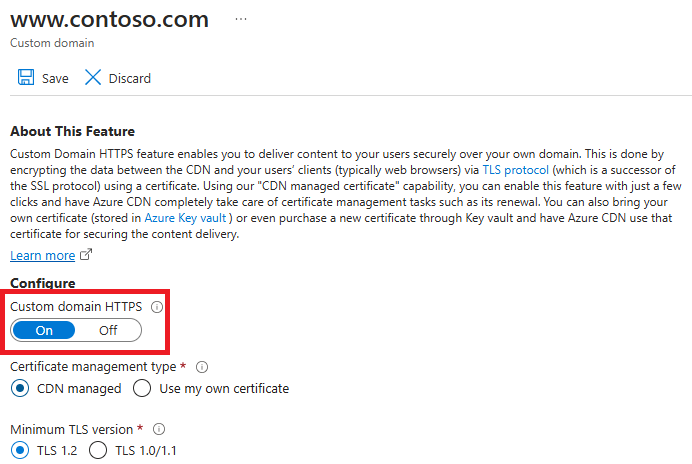 www.contoso.com ...
Custom domain
Save Discard
About This Feature
Custom Domain HTTPS feature enables you to deliver content to your users securely over your own domain. This is done by
encrypting the data between the CDN and your users' clients (typically web browsers) via TLS protocol (which is a successor of
the SSL protocol) using a certificate. Using our "CDN managed certificate" capability, you can enable this feature with just a few
clicks and have Azure CDN completely take care of certificate management tasks such as its renewal. You can also bring your
own certificate (stored in Azure Key vault ) or even purchase a new certificate through Key vault and have Azure CDN use that
certificate for securing the content delivery.
Learn more
Configure
Custom domain HTTPS
On Off
Certificate management type *
CDN managed Use my own certificate
Minimum TLS version *
TLS 1.2 TLS 1.0/1.1